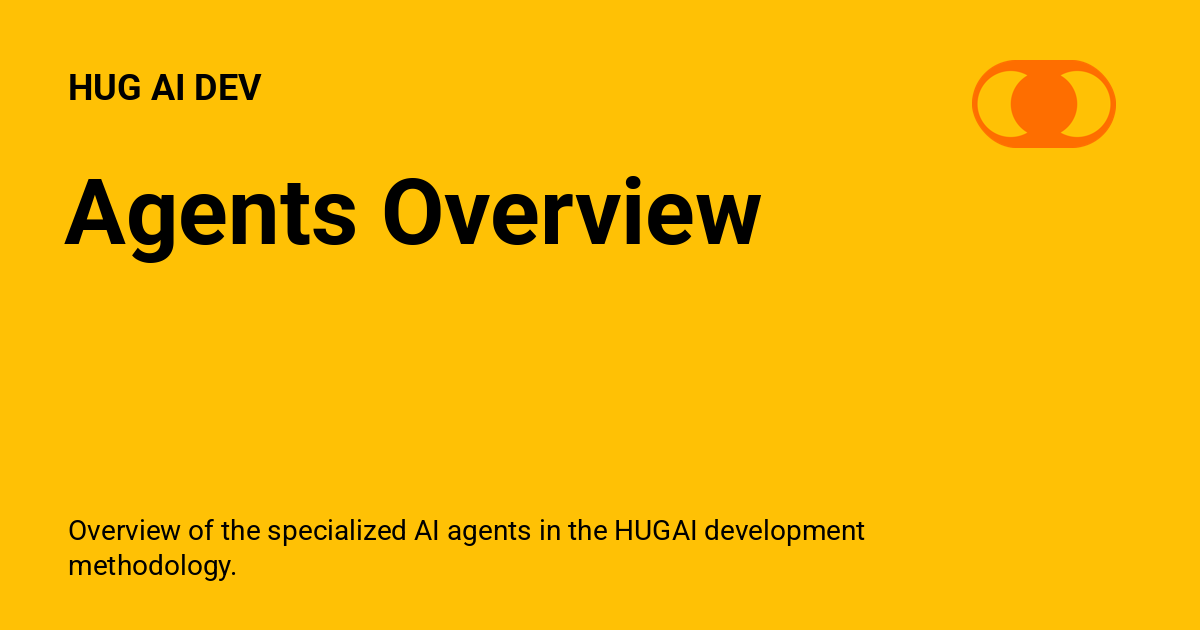 HUG AI DEV
Agents Overview
Overview of the specialized AI agents in the HUGAI development
methodology.